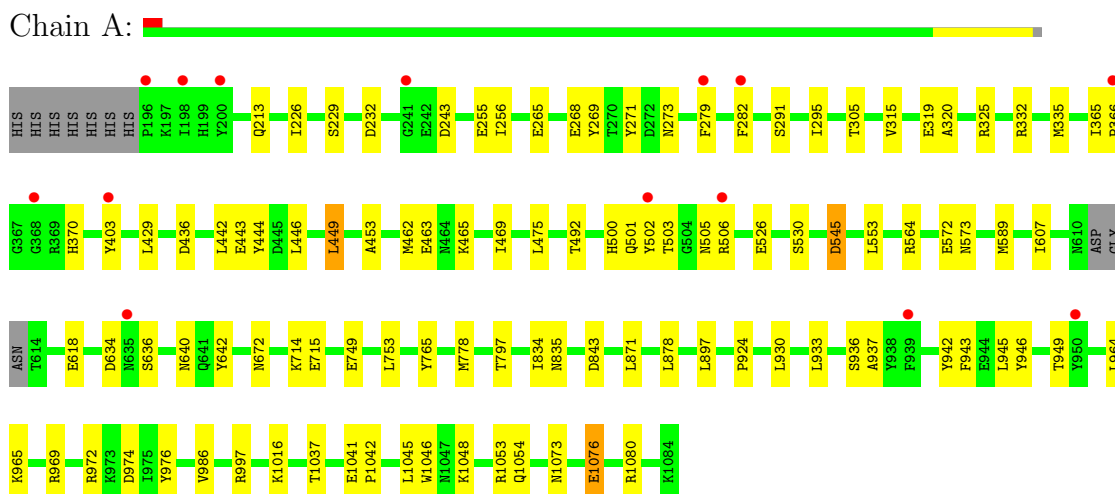 Chain A:
HIS HIS HIS HIS HIS HIS HIS P196 K197 I198 H199 Y200 Q213 I226 S229 D232 G241 E242 D243 E255 I256 E265 E268 Y269 T270 Y271 D272 N273 F279 F282 S291 I295 T305 V315 E319 A320 R325 R332 M335 I365
G367 G368 R369 H370 Y403 L429 D436 L442 E443 Y444 D445 L446 L449 A453 M462 E463 N464 K465 I469 L475 T492 H500 Q501 Y502 T503 G504 N505 R506 E526 S530 D545 L553 R564 E572 N573 M589 I607 N610 ASP
ASN T614 E618 D634 N635 S636 N640 Q641 Y642 N672 K714 E715 E749 L753 Y765 M778 T797 I834 N835 D843 L871 L878 L897 P924 L930 L933 S936 A937 Y938 F939 Y942 F943 E944 L945 Y946 T949 Y950
K965 R969 R972 K973 D974 I975 Y976 V986 R997 K1016 T1037 E1041 P1042 L1045 W1046 N1047 K1048 R1053 Q1054 N1073 E1076 R1080 K1084